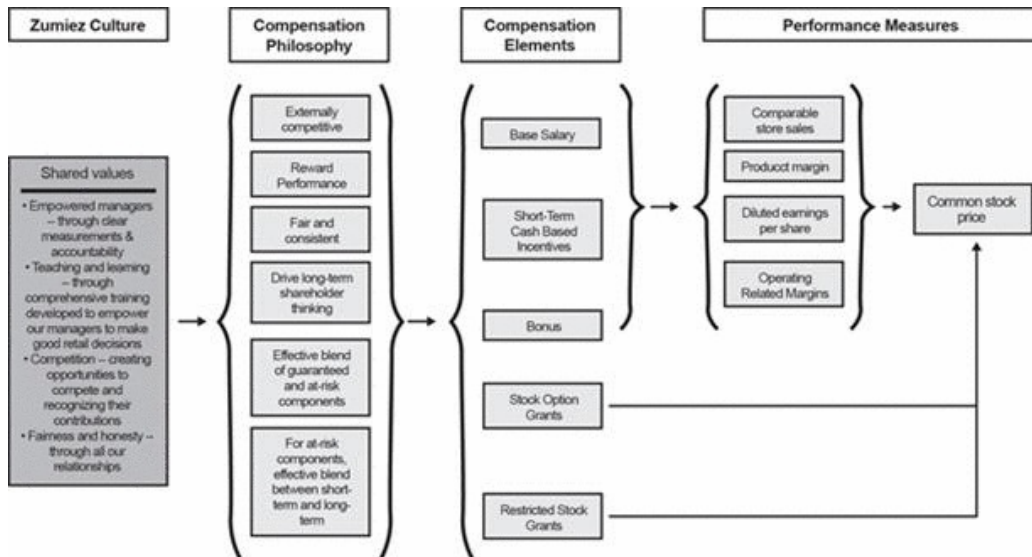 Zumiez Culture
Compensation
Philosophy
Compensation
Elements
Performance Measures
Shared values
• Empowered managers
– through clear
measurements &
accountability
• Teaching and learning
– through
comprehensive training
developed to empower
our managers to make
good retail decisions
• Competition – creating
opportunities to
compete and
recognizing their
contributions
• Fairness and honesty –
through all our
relationships
Externally
competitive
Reward
Performance
Fair and
consistent
Drive long-term
shareholder
thinking
Effective blend
of guaranteed
and at-risk
components
For at-risk
components,
effective blend
between short-
term and long-
term
Base Salary
Short-Term
Cash Based
Incentives
Bonus
Stock Option
Grants
Restricted Stock
Grants
Comparable
store sales
Producct margin
Diluted earnings
per share
Operating
Related Margins
Common stock
price